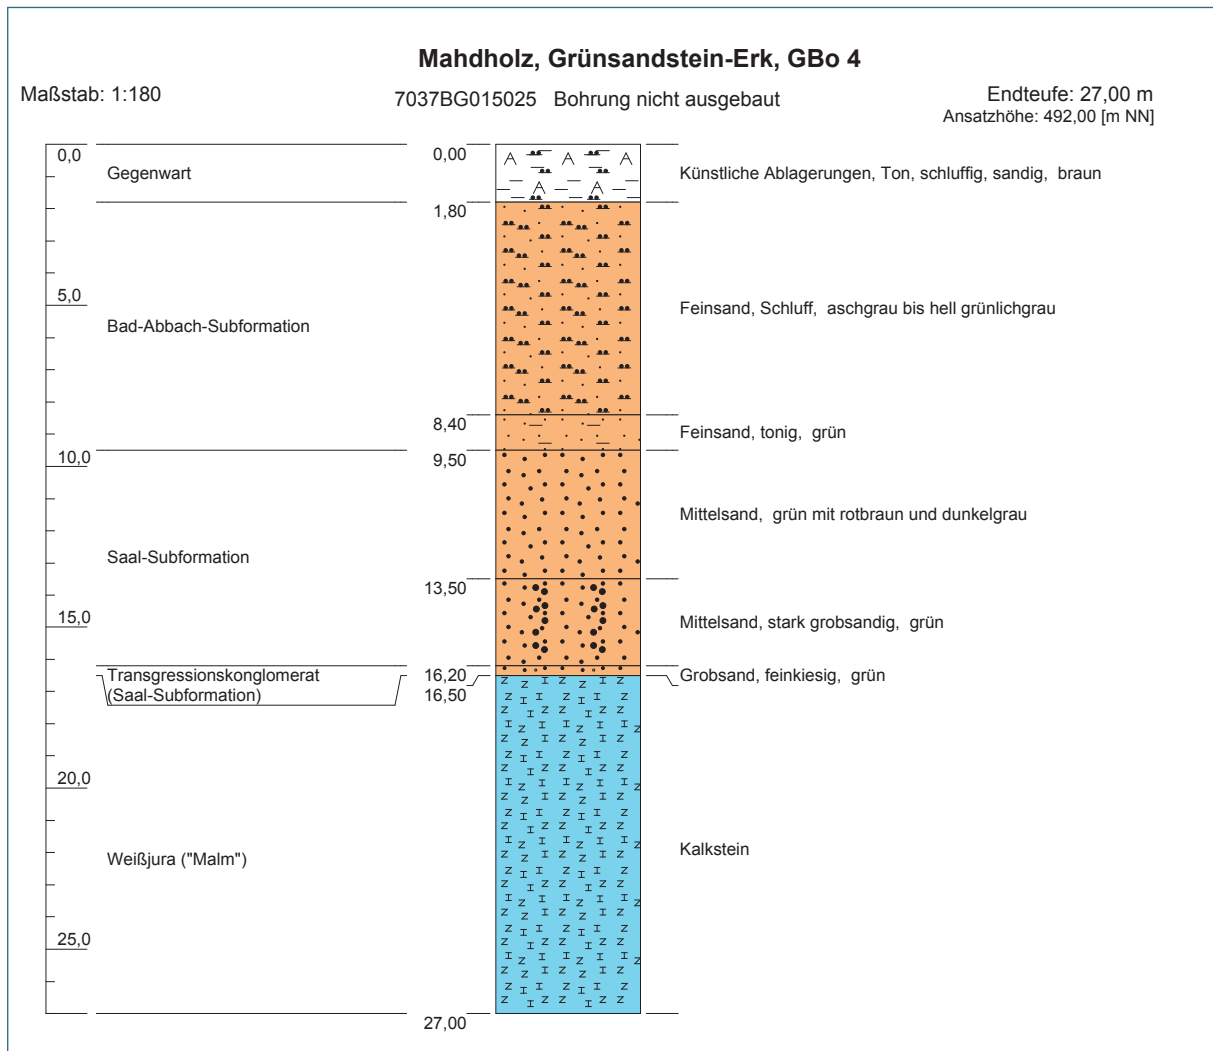 Mahdholz, Grünsandstein-Erk, GBo 4
Maßstab: 1:180
7037BG015025 Bohrung nicht ausgebaut
Endteufe: 27,00 m
Ansatzhöhe: 492,00 [m NN]
0,0
0,00
Gegenwart
Künstliche Ablagerungen, Ton, schluffig, sandig, braun
1,80
5,0
Bad-Abbach-Subformation
Feinsand, Schluff, aschgrau bis hell grünlichgrau
8,40
Feinsand, tonig, grün
10,0
9,50
Mittelsand, grün mit rotbraun und dunkelgrau
Saal-Subformation
13,50
15,0
Mittelsand, stark grobsandig, grün
Transgressionskonglomerat
(Saal-Subformation)
16,20
16,50
Grobsand, feinkiesig, grün
20,0
Weißjura ("Malm")
Kalkstein
25,0
27,00